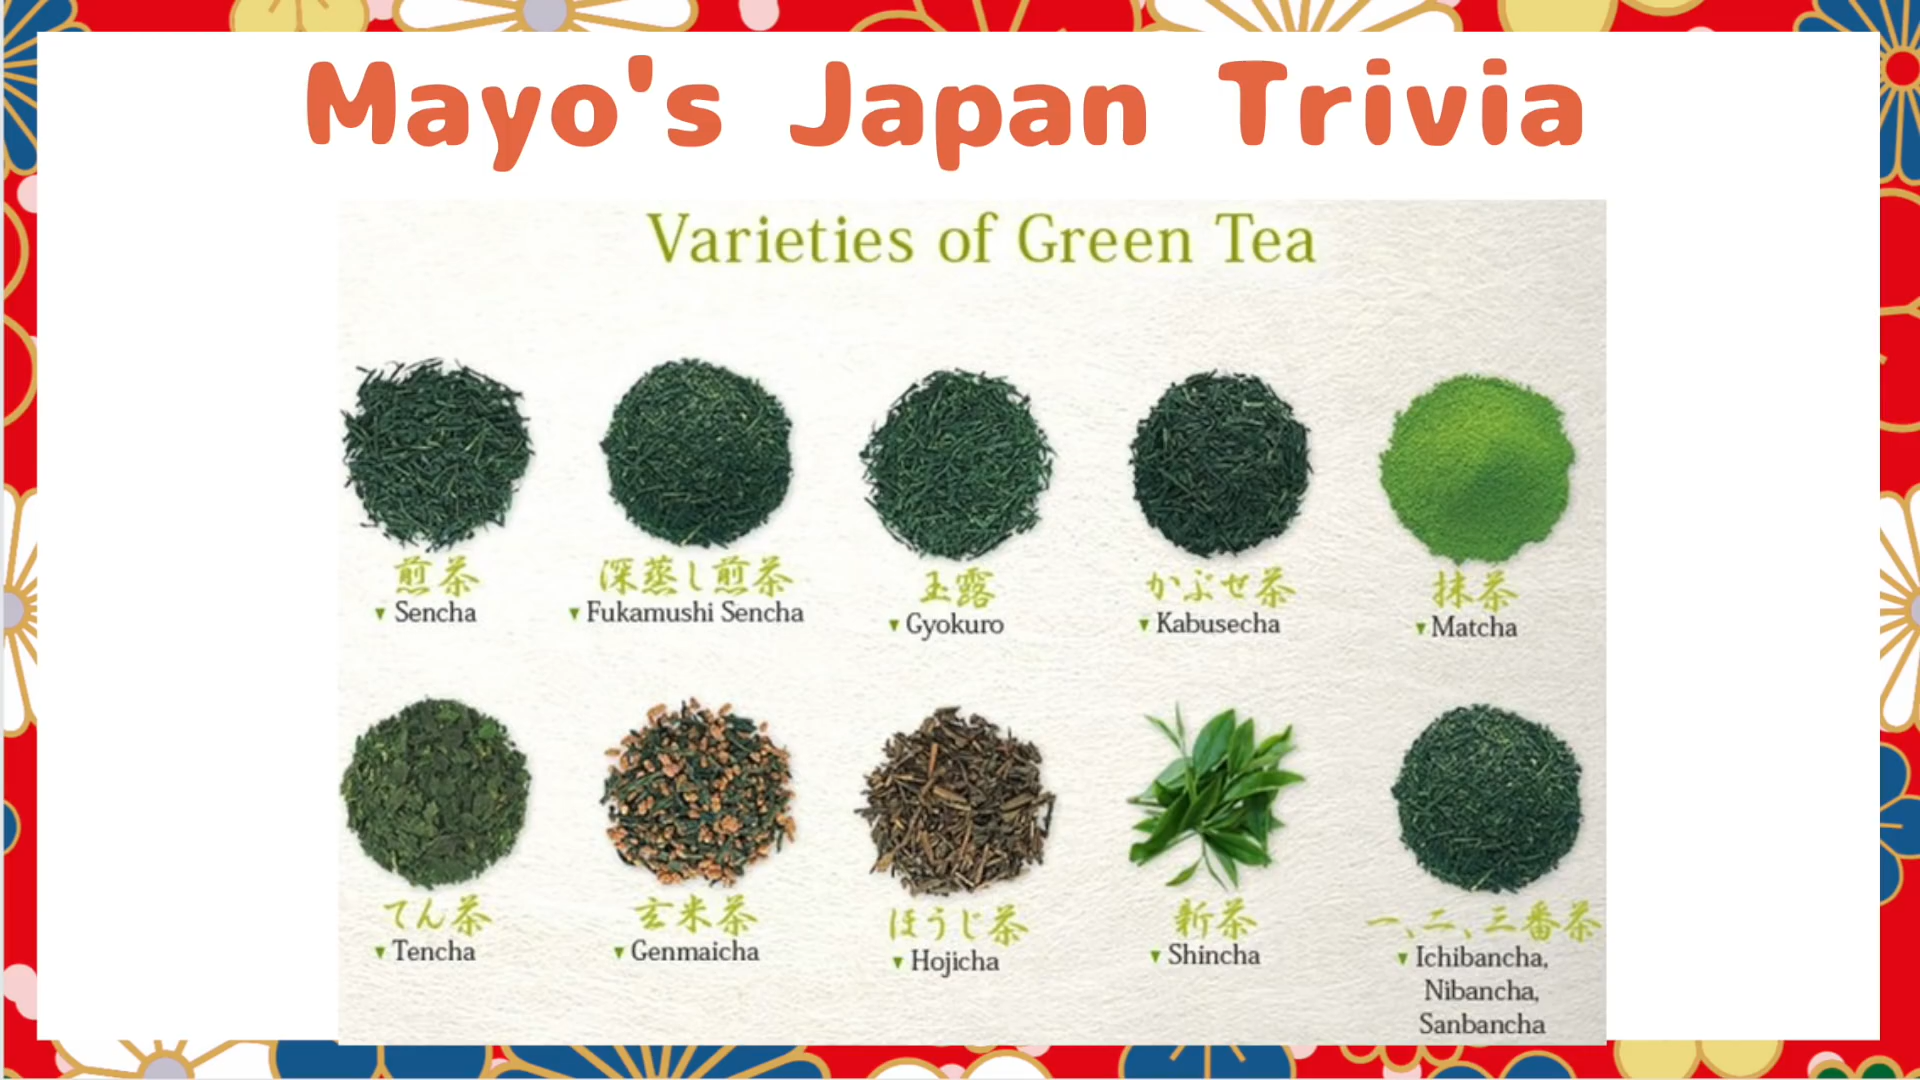 Mayo's Japan Trivia
Varieties of Green Tea
煎茶
▼ Sencha
深蒸し煎茶
▼ Fukamushi Sencha
玉露
▼ Gyokuro
かぶせ茶
▼ Kabusecha
抹茶
▼ Matcha
てん茶
▼ Tencha
玄米茶
▼ Genmaicha
ほうじ茶
▼ Hojicha
新茶
▼ Shincha
一、二、三番茶
▼ Ichibancha,
Nibancha,
Sanbancha